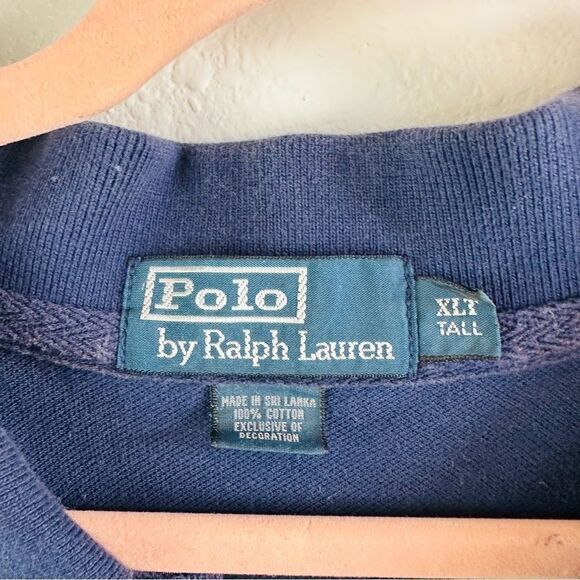 Polo
by Ralph Lauren
XLT
TALL
MADE IN SRI LANKA
100% COTTON
EXCLUSIVE OF
DECORATION